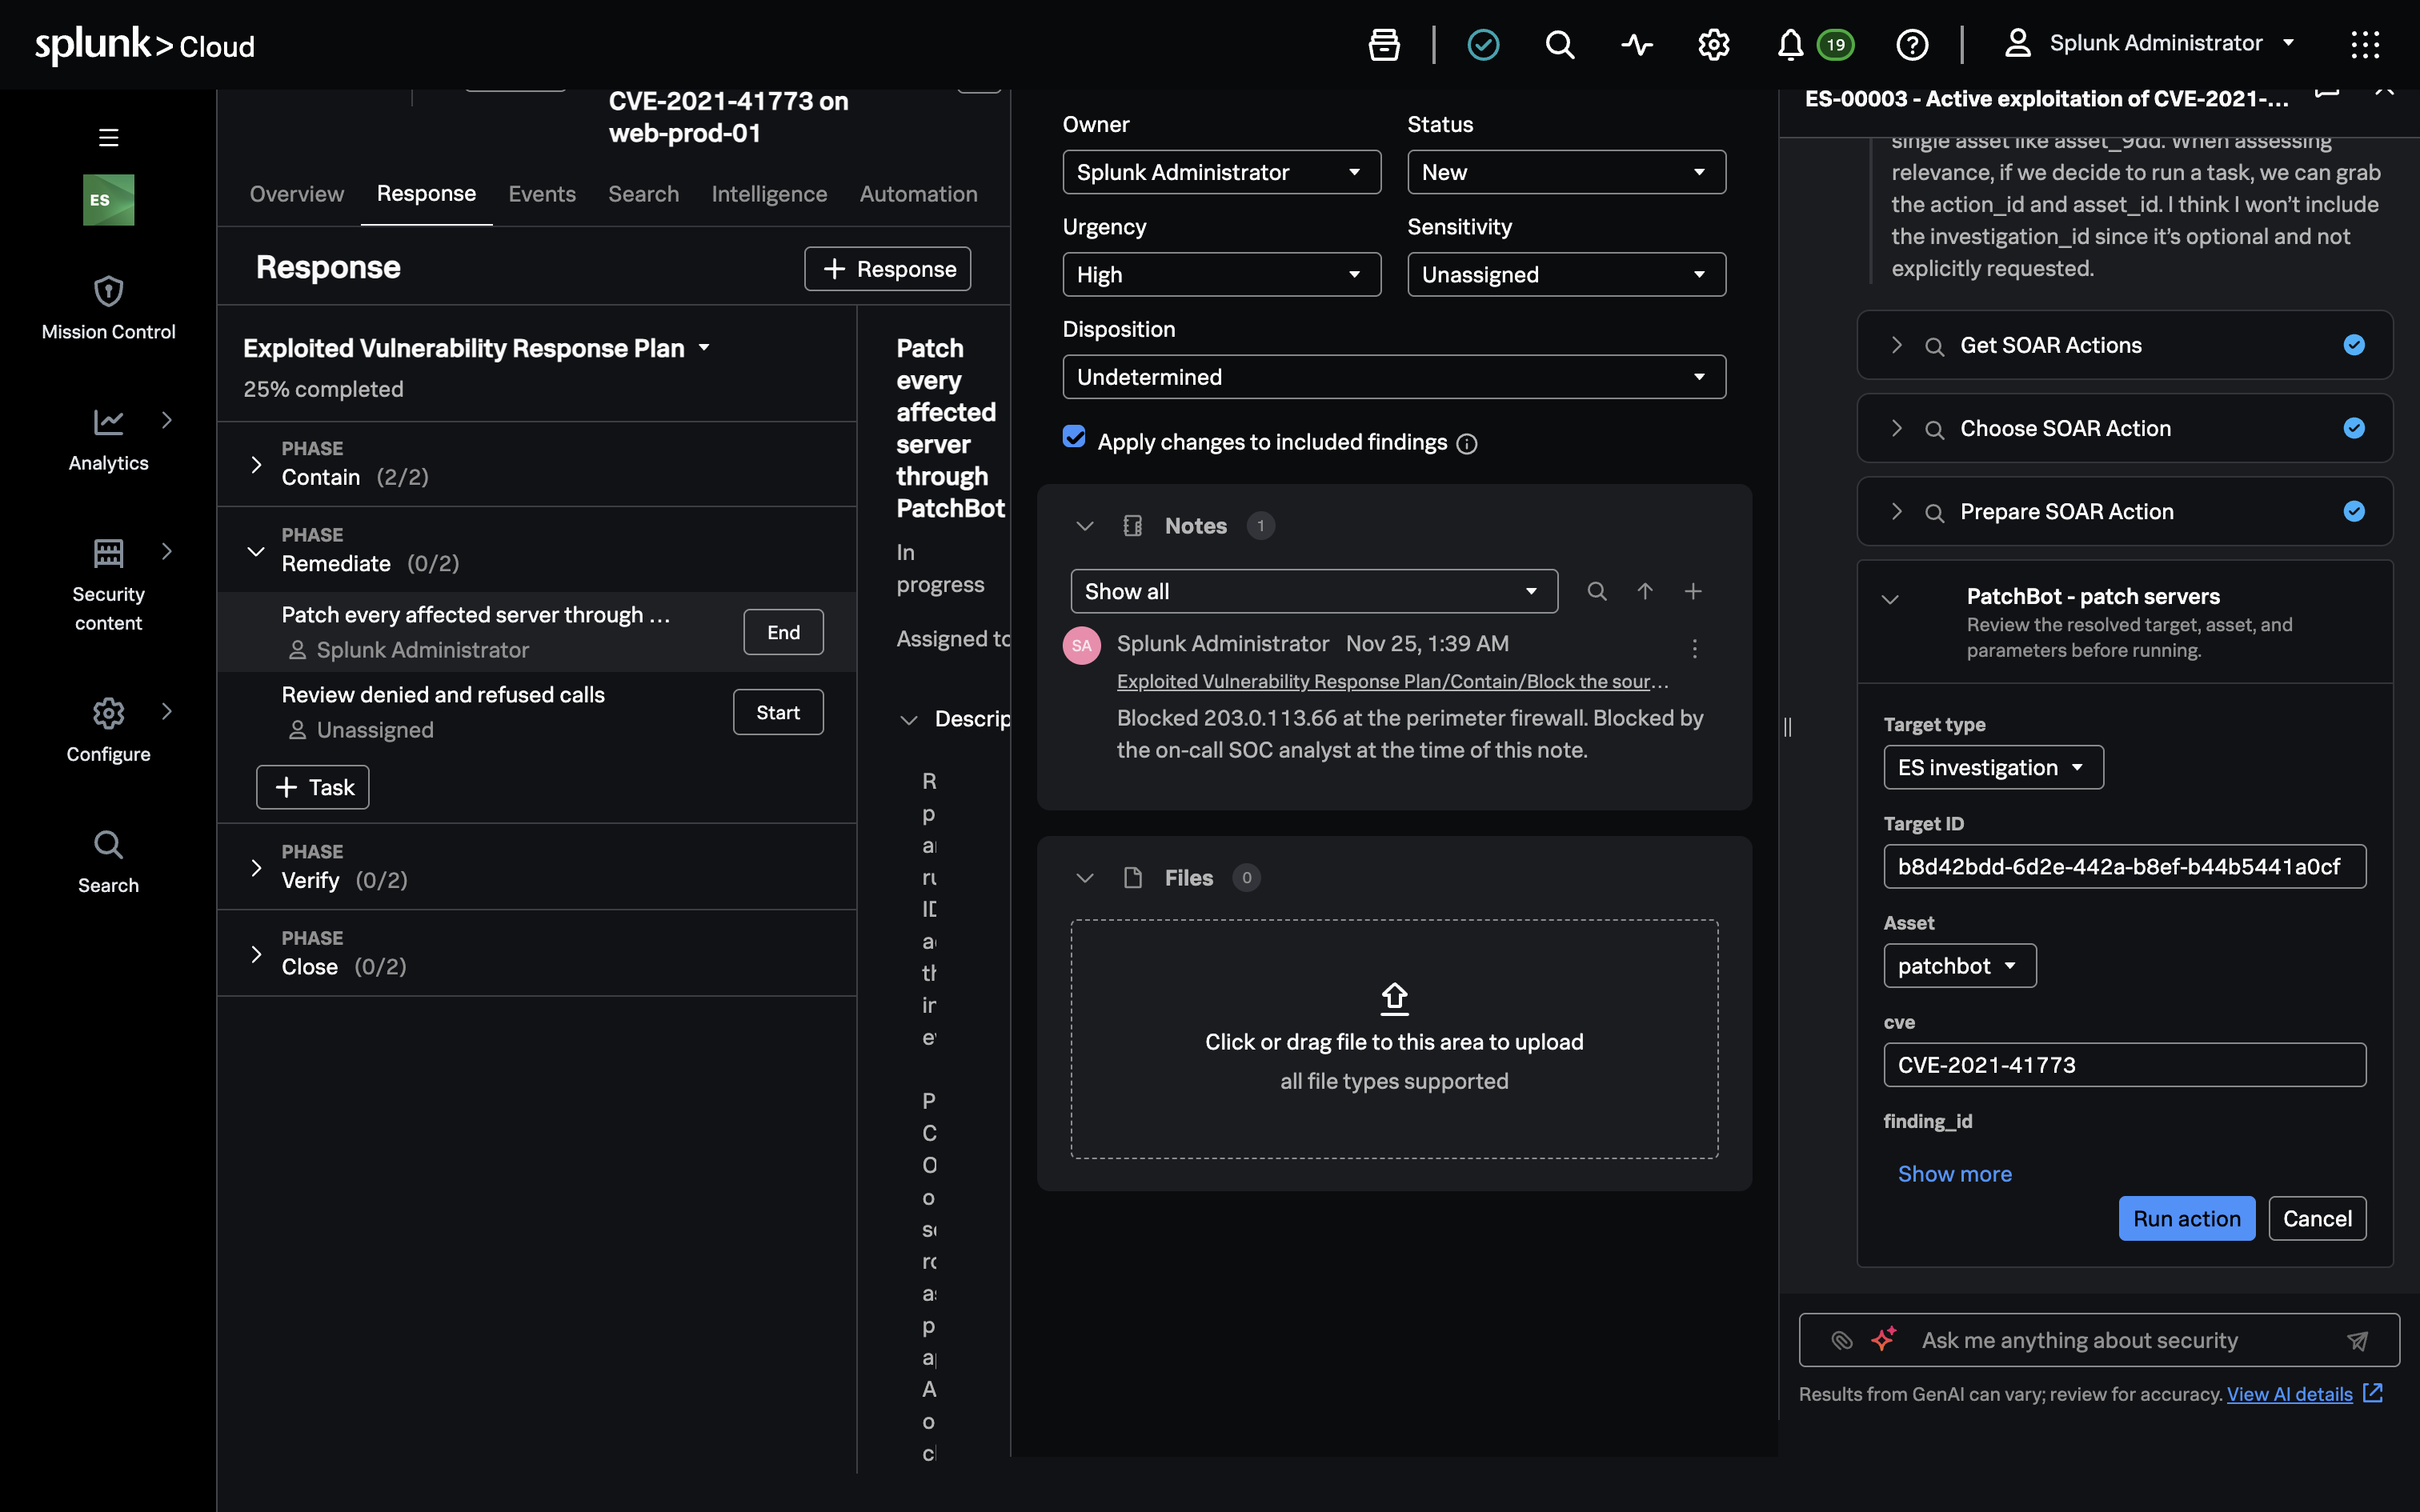 splunk>Cloud
19
Splunk Administrator
ES
Mission Control
Analytics
Security
content
Configure
Search
CVE-2021-41773 on
web-prod-01
Overview
Response
Events
Search
Intelligence
Automation
Response
+ Response
Exploited Vulnerability Response Plan
25% completed
PHASE
Contain (2/2)
PHASE
Remediate (0/2)
Patch every affected server through ...
Splunk Administrator
End
Review denied and refused calls
Unassigned
Start
+ Task
PHASE
Verify (0/2)
PHASE
Close (0/2)
Patch
every
affected
server
through
PatchBot
In
progress
Assigned to
Descrip
R
p
ID
P
C
O
o
p
A
o
Owner
Splunk Administrator
Status
New
Urgency
High
Sensitivity
Unassigned
Disposition
Undetermined
Apply changes to included findings
Notes 1
Show all
SA
Splunk Administrator Nov 25, 1:39 AM
Exploited Vulnerability Response Plan/Contain/Block the sour...
Blocked 203.0.113.66 at the perimeter firewall. Blocked by
the on-call SOC analyst at the time of this note.
Files 0
Click or drag file to this area to upload
all file types supported
ES-00003 - Active exploitation of CVE-2021-...
single asset like asset_9dd. When assessing
relevance, if we decide to run a task, we can grab
the action_id and asset_id. I think I won't include
the investigation_id since it's optional and not
explicitly requested.
Get SOAR Actions
Choose SOAR Action
Prepare SOAR Action
PatchBot - patch servers
Review the resolved target, asset, and
parameters before running.
Target type
ES investigation
Target ID
b8d42bdd-6d2e-442a-b8ef-b44b5441a0cf
Asset
patchbot
cve
CVE-2021-41773
finding_id
Show more
Run action
Cancel
Ask me anything about security
Results from GenAI can vary; review for accuracy. View AI details